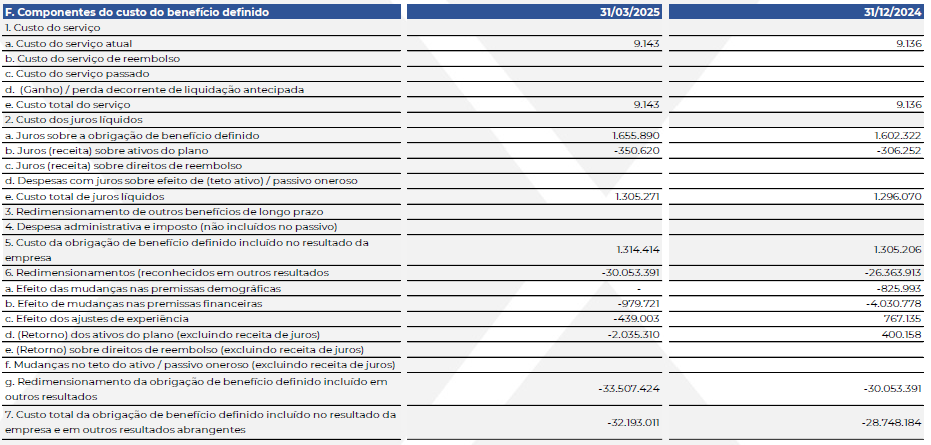 F. Componentes do custo do benefício definido 31/03/2025 31/12/2024
1. Custo do serviço
a. Custo do serviço atual 9.143 9.136
b. Custo do serviço de reembolso
c. Custo do serviço passado
d. (Ganho) / perda decorrente de liquidação antecipada
e. Custo total do serviço 9.143 9.136
2. Custo dos juros líquidos
a. Juros sobre a obrigação de benefício definido 1.655.890 1.602.322
b. Juros (receita) sobre ativos do plano -350.620 -306.252
c. Juros (receita) sobre direitos de reembolso
d. Despesas com juros sobre efeito de (teto ativo) / passivo oneroso
e. Custo total de juros líquidos 1.305.271 1.296.070
3. Redimensionamento de outros benefícios de longo prazo
4. Despesa administrativa e imposto (não incluídos no passivo)
5. Custo da obrigação de benefício definido incluído no resultado da
empresa 1.314.414 1.305.206
6. Redimensionamentos (reconhecidos em outros resultados -30.053.391 -26.363.913
a. Efeito das mudanças nas premissas demográficas - -825.993
b. Efeito de mudanças nas premissas financeiras -979.721 -4.030.778
c. Efeito dos ajustes de experiência -439.003 767.135
d. (Retorno) dos ativos do plano (excluindo receita de juros) -2.035.310 400.158
e. (Retorno) sobre direitos de reembolso (excluindo receita de juros)
f. Mudanças no teto do ativo / passivo oneroso (excluindo receita de juros)
g. Redimensionamento da obrigação de benefício definido incluído em
outros resultados -33.507.424 -30.053.391
7. Custo total da obrigação de benefício definido incluído no resultado da
empresa e em outros resultados abrangentes -32.193.011 -28.748.184